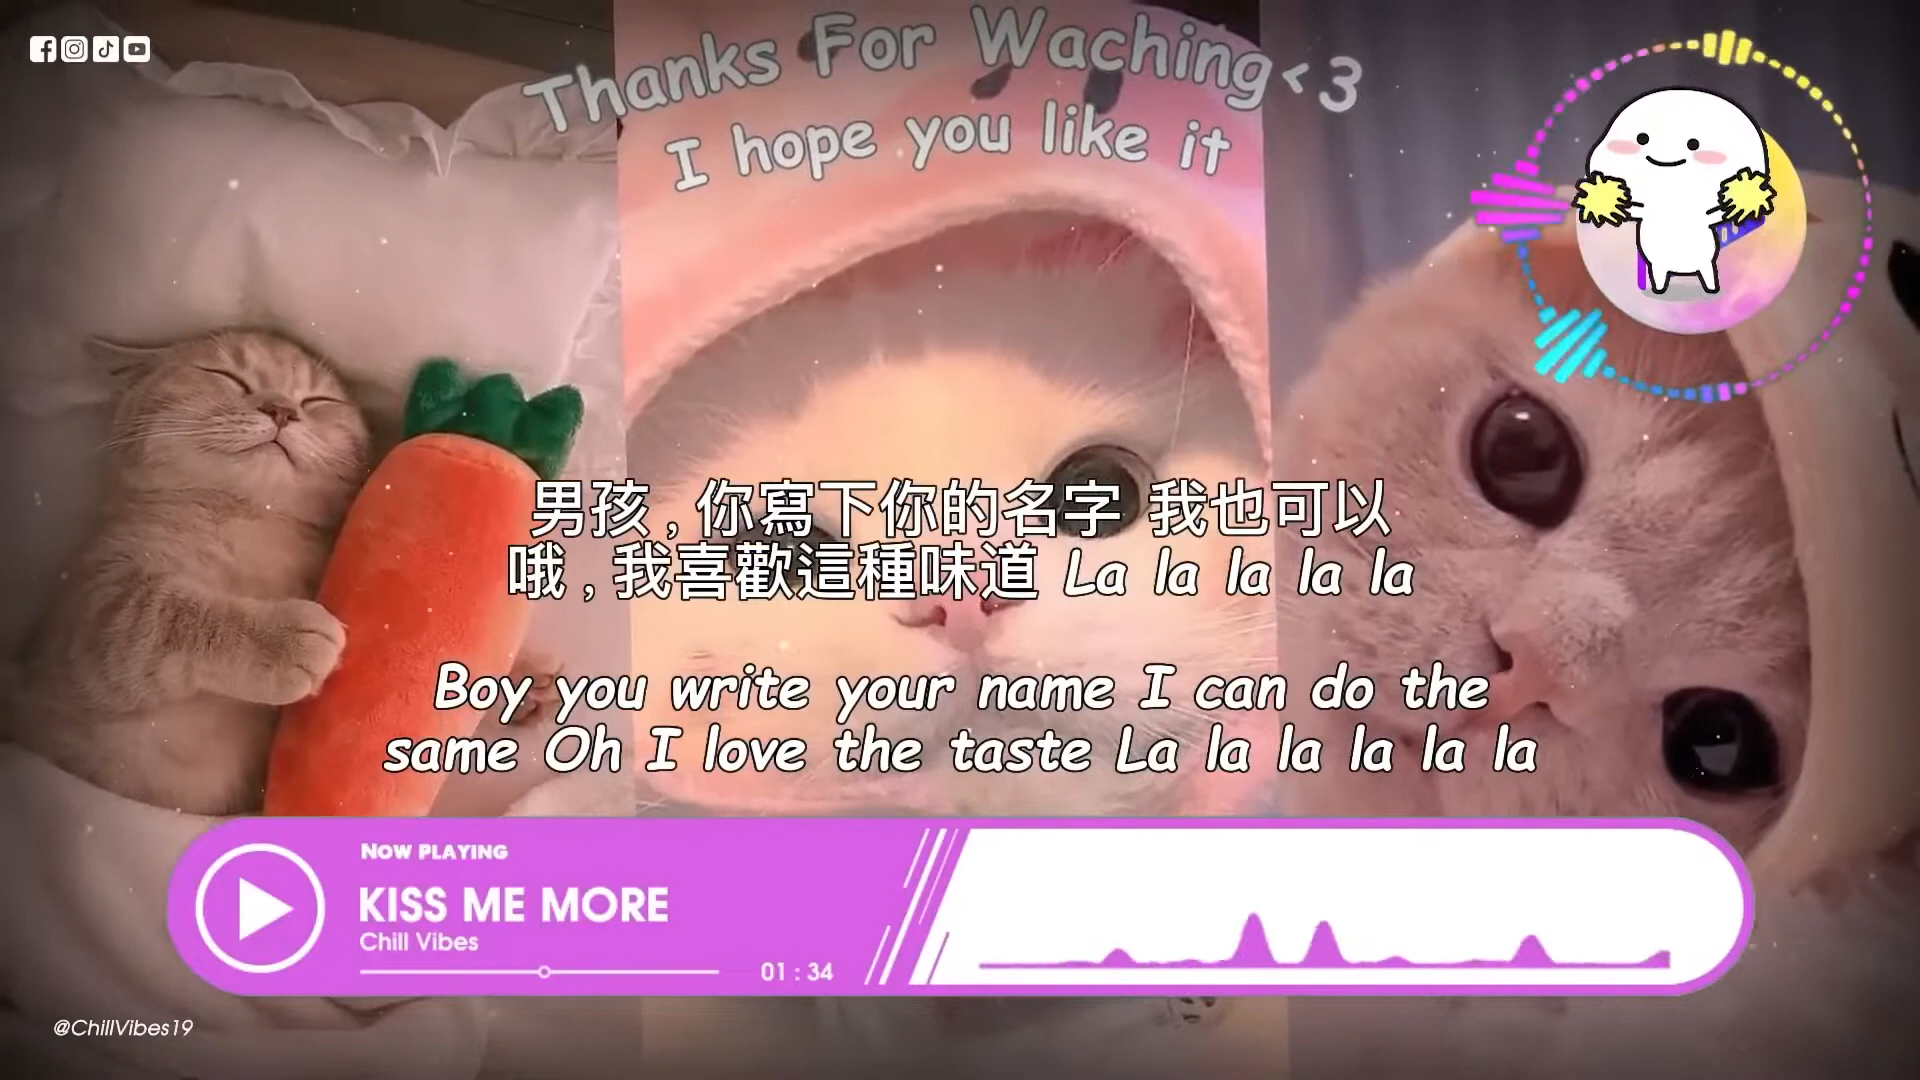 Thanks For Waching<3
I hope you like it
男孩 , 你寫下你的名字 我也可以
哦 , 我喜歡這種味道 La la la la la
Boy you write your name I can do the
same Oh I love the taste La la la la la la
NOW PLAYING
KISS ME MORE
Chill Vibes
01 : 34
@ChillVibes19